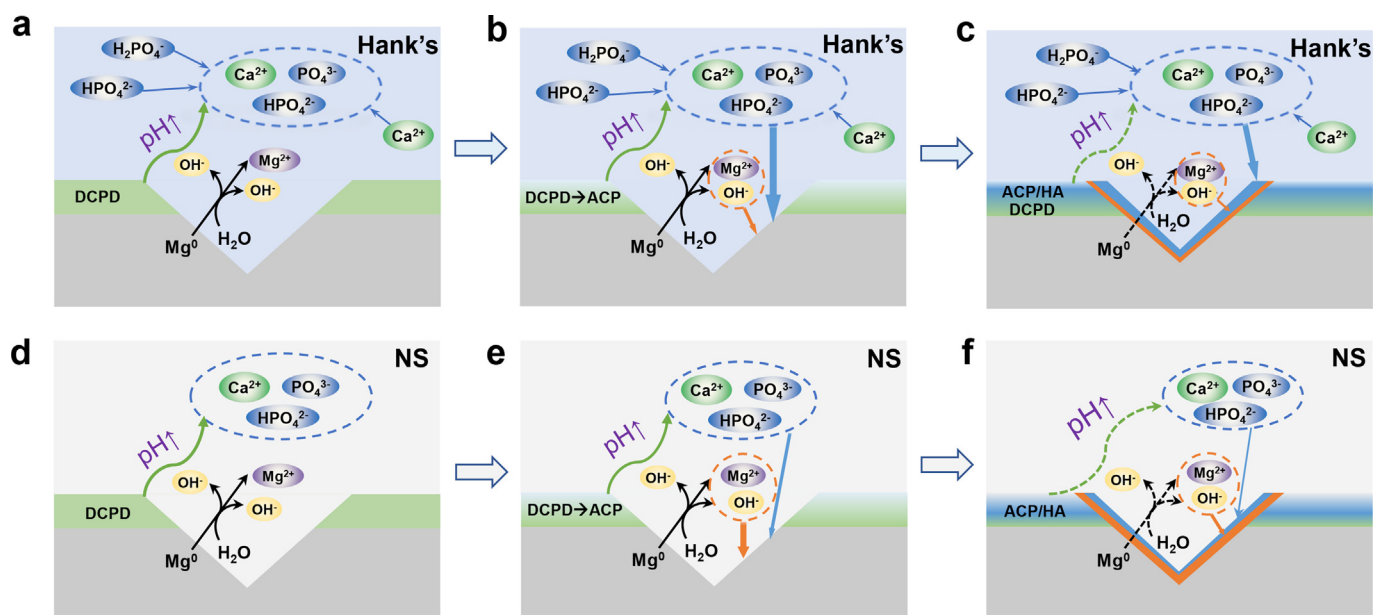 a
Hank's
H₂PO₄⁻
Ca²⁺
PO₄³⁻
HPO₄²⁻
HPO₄²⁻
Ca²⁺
pH↑
OH⁻
Mg²⁺
OH⁻
DCPD
Mg⁰
H₂O
b
Hank's
H₂PO₄⁻
Ca²⁺
PO₄³⁻
HPO₄²⁻
HPO₄²⁻
Ca²⁺
pH↑
OH⁻
Mg²⁺
OH⁻
DCPD→ACP
Mg⁰
H₂O
c
Hank's
H₂PO₄⁻
Ca²⁺
PO₄³⁻
HPO₄²⁻
HPO₄²⁻
Ca²⁺
pH↑
OH⁻
Mg²⁺
OH⁻
ACP/HA
DCPD
Mg⁰
H₂O
d
NS
Ca²⁺
PO₄³⁻
HPO₄²⁻
pH↑
OH⁻
Mg²⁺
OH⁻
DCPD
Mg⁰
H₂O
e
NS
Ca²⁺
PO₄³⁻
HPO₄²⁻
pH↑
OH⁻
Mg²⁺
OH⁻
DCPD→ACP
Mg⁰
H₂O
f
NS
Ca²⁺
PO₄³⁻
HPO₄²⁻
pH↑
OH⁻
Mg²⁺
OH⁻
ACP/HA
Mg⁰
H₂O